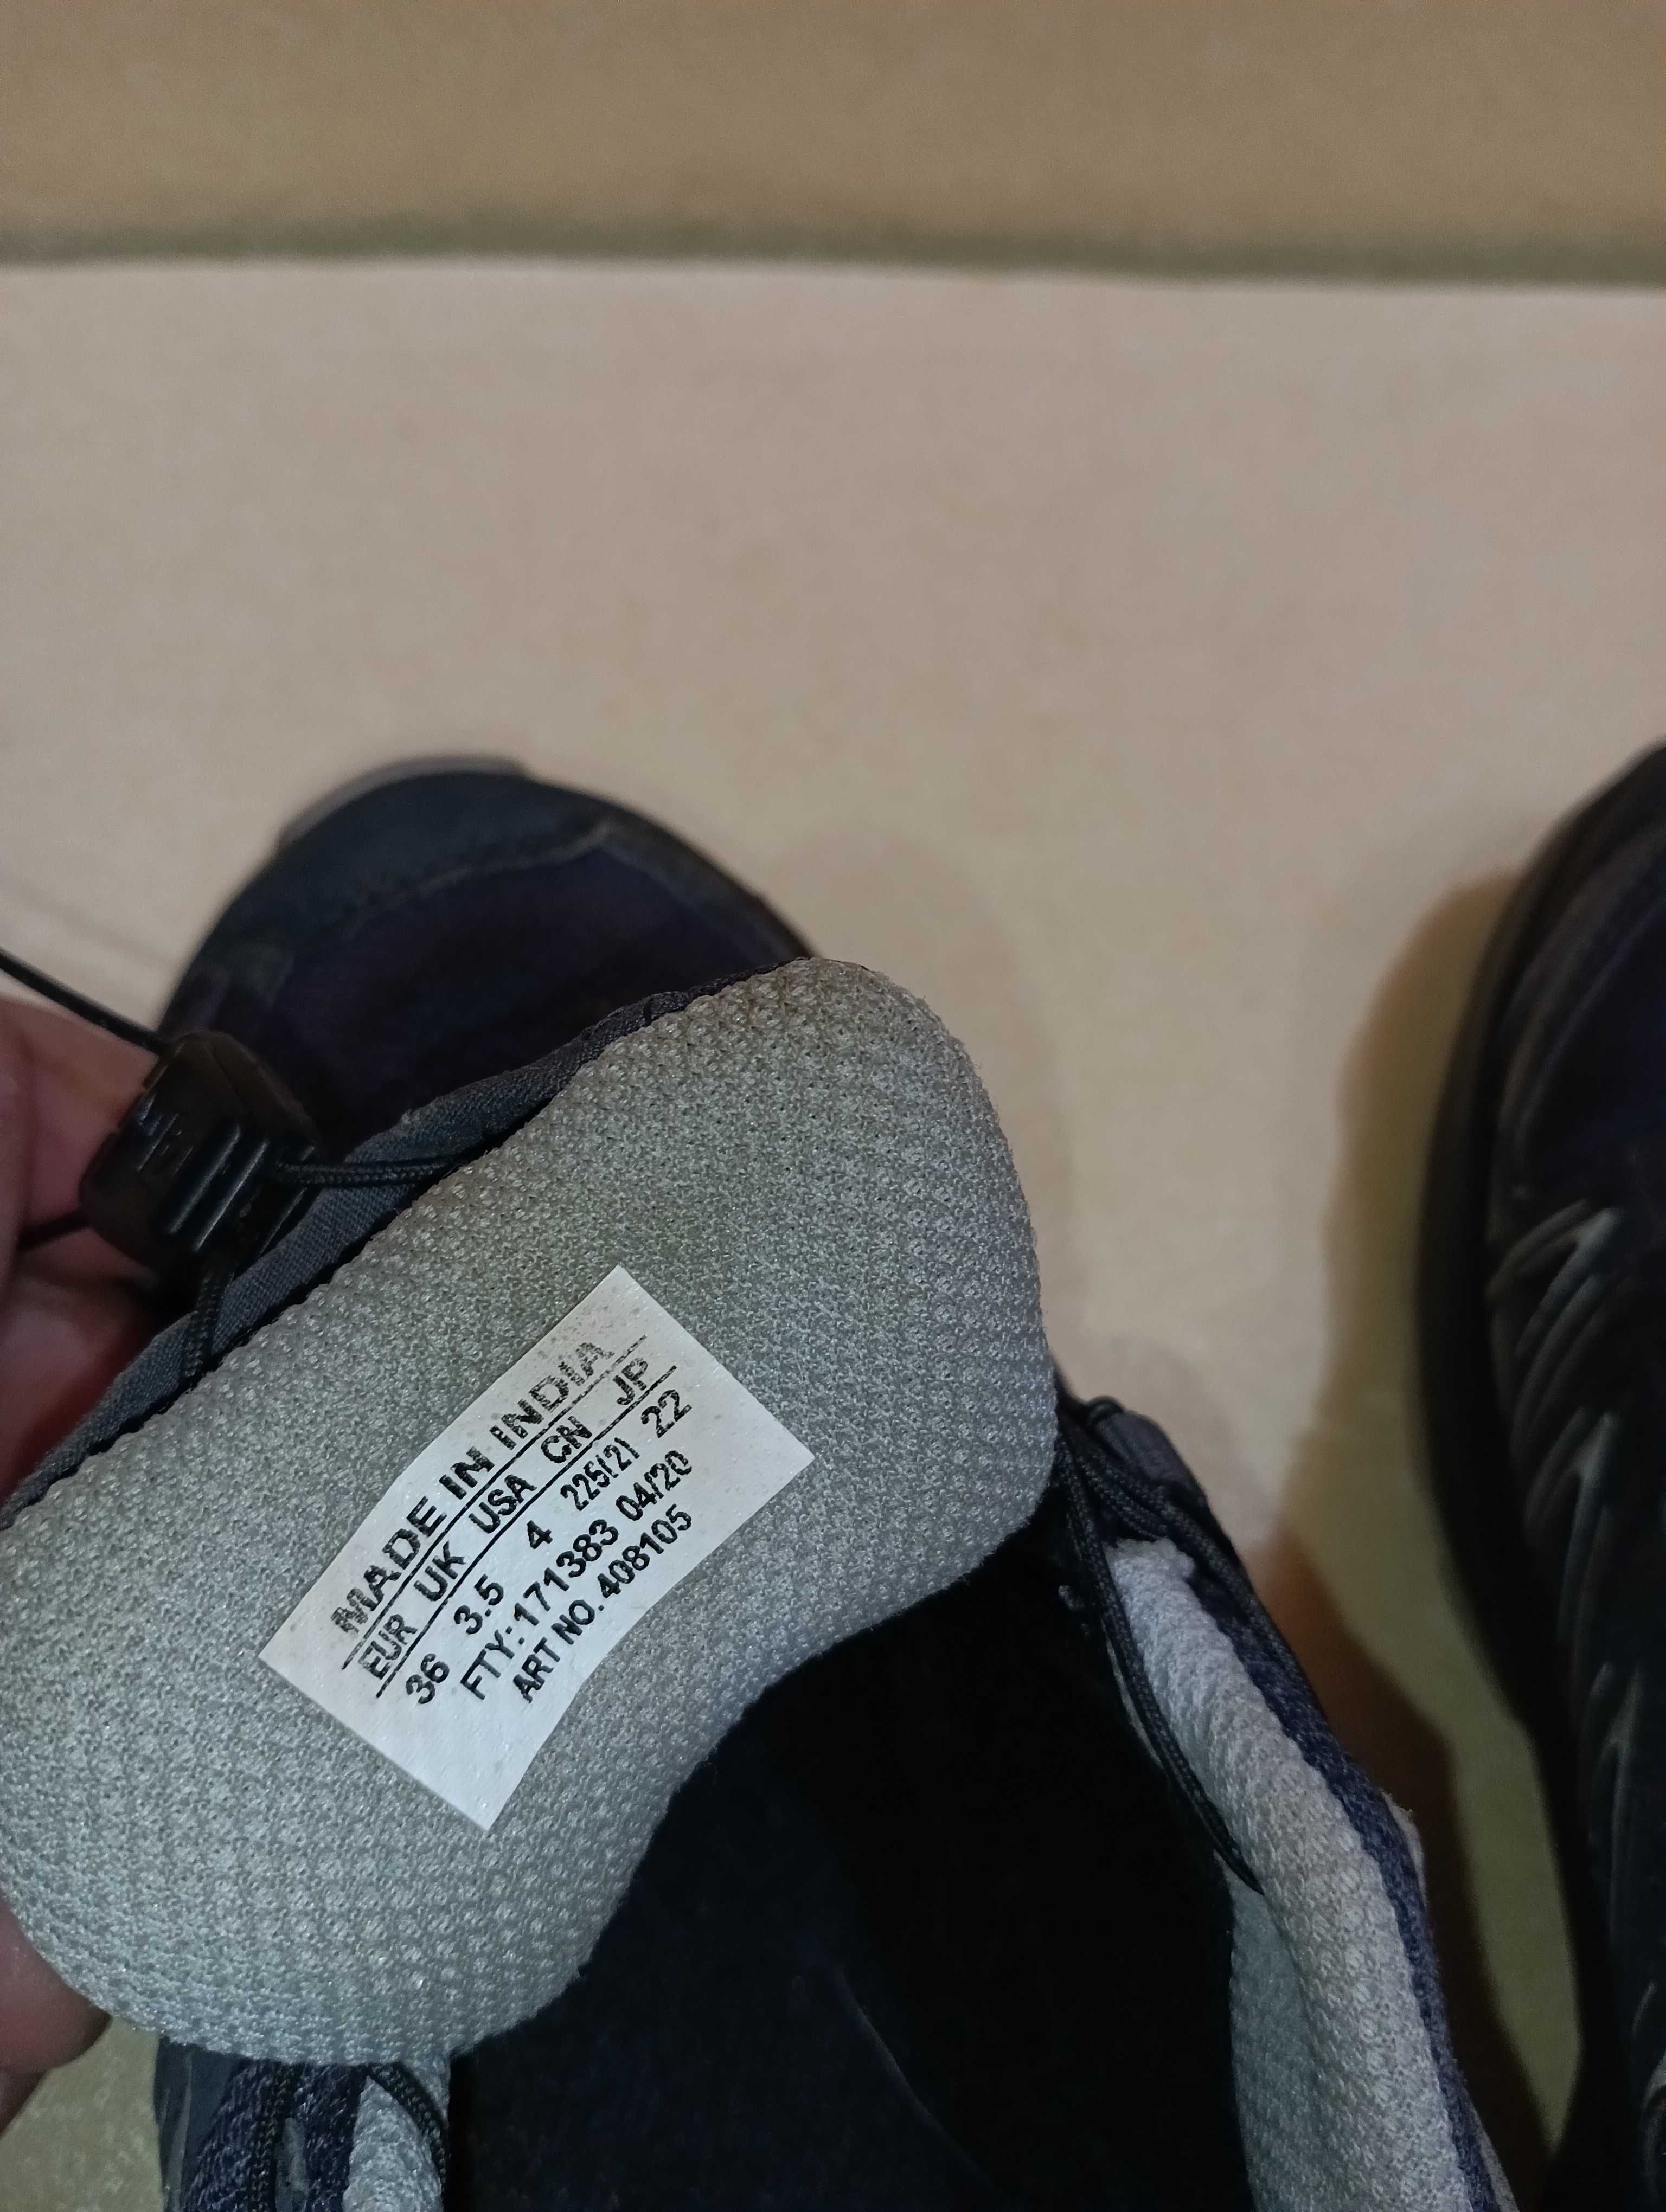 MADE IN INDIA
EUR UK USA CN JP
36 3.5 4 225(2) 22
FTY:171383 04/20
ART NO. 408105